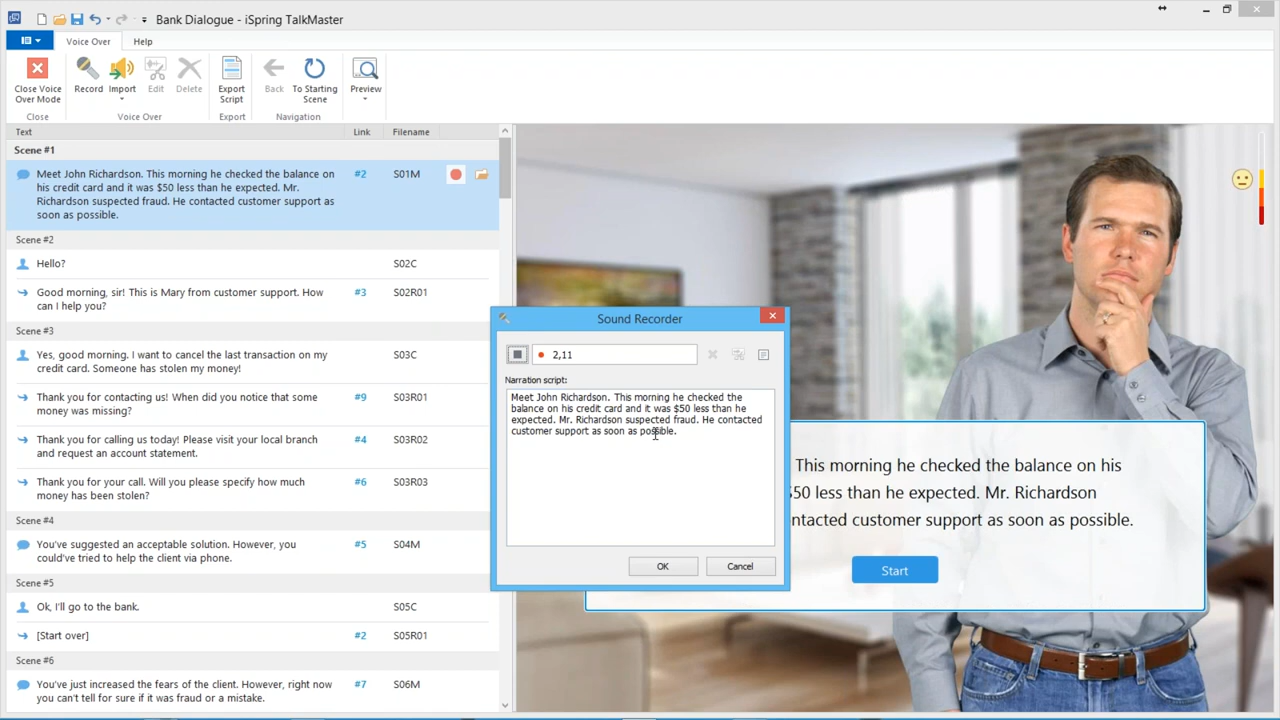 Bank Dialogue - iSpring TalkMaster
Voice Over
Help
Close Voice
Over Mode
Record
Import
Edit
Delete
Export
Script
Back
To Starting
Scene
Preview
Close
Voice Over
Export
Navigation
Text
Link
Filename
Scene #1
Meet John Richardson. This morning he checked the balance on
his credit card and it was $50 less than he expected. Mr.
Richardson suspected fraud. He contacted customer support as
soon as possible.
#2
S01M
Scene #2
Hello?
S02C
Good morning, sir! This is Mary from customer support. How
can I help you?
#3
S02R01
Scene #3
Yes, good morning. I want to cancel the last transaction on my
credit card. Someone has stolen my money!
S03C
Thank you for contacting us! When did you notice that some
money was missing?
#9
S03R01
Thank you for calling us today! Please visit your local branch
and request an account statement.
#4
S03R02
Thank you for your call. Will you please specify how much
money has been stolen?
#6
S03R03
Scene #4
You've suggested an acceptable solution. However, you
could've tried to help the client via phone.
#5
S04M
Scene #5
Ok, I'll go to the bank.
S05C
[Start over]
#2
S05R01
Scene #6
You've just increased the fears of the client. However, right now
you can't tell for sure if it was fraud or a mistake.
#7
S06M
Sound Recorder
2,11
Narration script:
Meet John Richardson. This morning he checked the
balance on his credit card and it was $50 less than he
expected. Mr. Richardson suspected fraud. He contacted
customer support as soon as possible.
OK
Cancel
This morning he checked the balance on his
$50 less than he expected. Mr. Richardson
ntacted customer support as soon as possible.
Start